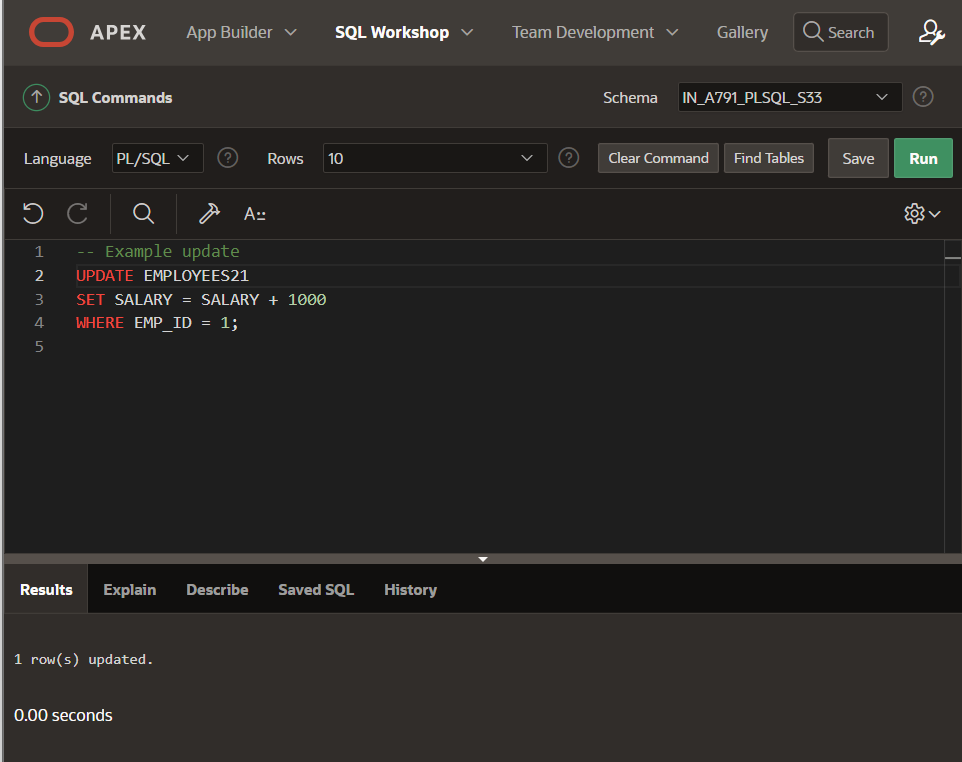 APEX App Builder SQL Workshop Team Development Gallery Search
SQL Commands Schema IN_A791_PLSQL_S33 ?
Language PL/SQL ? Rows 10 ? Clear Command Find Tables Save Run
A::
1 -- Example update
2 UPDATE EMPLOYEES21
3 SET SALARY = SALARY + 1000
4 WHERE EMP_ID = 1;
5
Results Explain Describe Saved SQL History
1 row(s) updated.
0.00 seconds